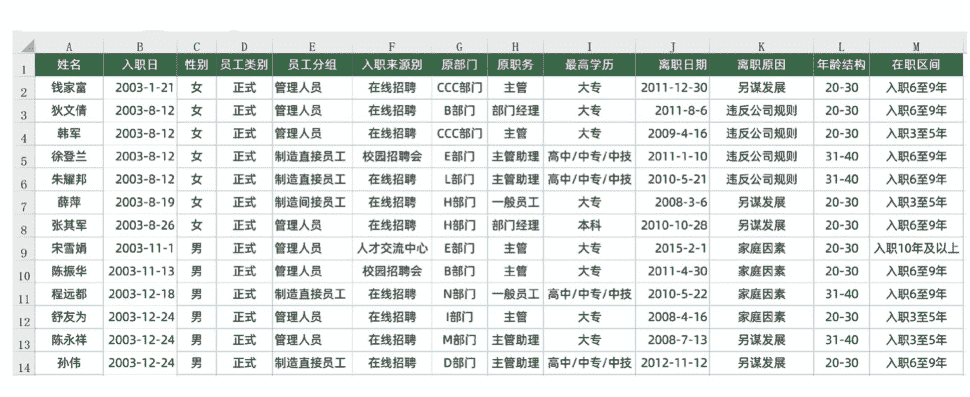 A B C D E F G H I J K L M
1 姓名 入职日 性别 员工类别 员工分组 入职来源别 原部门 原职务 最高学历 离职日期 离职原因 年龄结构 在职区间
2 钱家富 2003-1-21 女 正式 管理人员 在线招聘 CCC部门 主管 大专 2011-12-30 另谋发展 20-30 入职6至9年
3 狄文倩 2003-8-12 女 正式 管理人员 在线招聘 B部门 部门经理 大专 2011-8-6 违反公司规则 20-30 入职6至9年
4 韩军 2003-8-12 女 正式 管理人员 在线招聘 CCC部门 主管 大专 2009-4-16 违反公司规则 20-30 入职3至5年
5 徐登兰 2003-8-12 女 正式 制造直接员工 校园招聘会 E部门 主管助理 高中/中专/中技 2011-1-10 违反公司规则 31-40 入职6至9年
6 朱耀邦 2003-8-12 女 正式 制造直接员工 在线招聘 L部门 主管助理 高中/中专/中技 2010-5-21 违反公司规则 31-40 入职6至9年
7 薛萍 2003-8-19 女 正式 制造间接员工 在线招聘 H部门 一般员工 大专 2008-3-6 另谋发展 20-30 入职3至5年
8 张其军 2003-8-26 女 正式 管理人员 在线招聘 H部门 部门经理 本科 2010-10-28 另谋发展 20-30 入职6至9年
9 宋雪娟 2003-11-1 男 正式 管理人员 人才交流中心 E部门 主管 大专 2015-2-1 家庭因素 20-30 入职10年及以上
10 陈振华 2003-11-13 男 正式 管理人员 校园招聘会 B部门 主管 大专 2011-4-30 家庭因素 20-30 入职6至9年
11 程远都 2003-12-18 男 正式 制造直接员工 在线招聘 N部门 一般员工 高中/中专/中技 2010-5-22 家庭因素 31-40 入职6至9年
12 舒友为 2003-12-24 男 正式 管理人员 在线招聘 I部门 主管 大专 2008-4-16 家庭因素 20-30 入职3至5年
13 陈永祥 2003-12-24 男 正式 管理人员 在线招聘 M部门 主管助理 大专 2008-7-13 另谋发展 31-40 入职3至5年
14 孙伟 2003-12-24 男 正式 制造直接员工 在线招聘 D部门 主管助理 高中/中专/中技 2012-11-12 另谋发展 20-30 入职6至9年